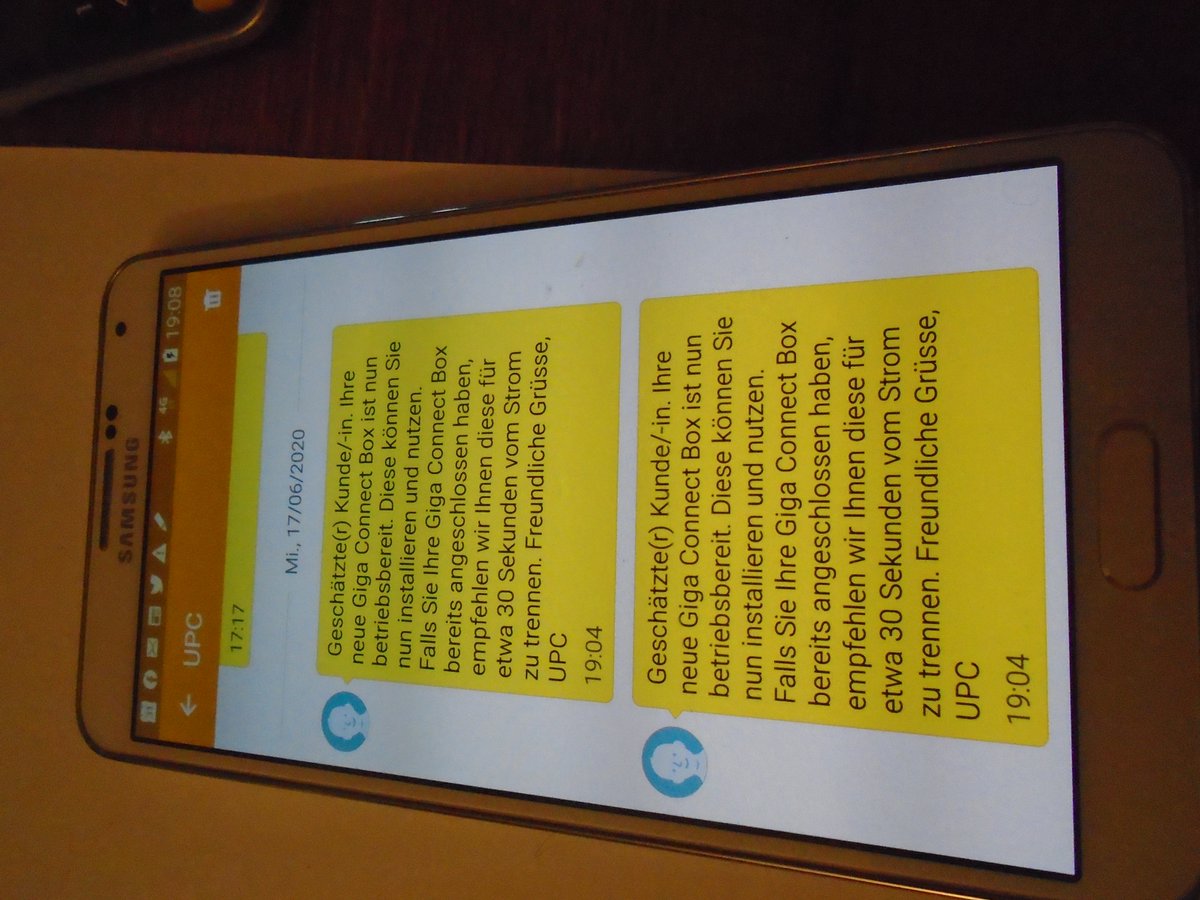 SAMSUNG
31
4G
19:08
UPC
17:17
Mi., 17/06/2020
Geschätzte(r) Kunde/-in. Ihre
neue Giga Connect Box ist nun
betriebsbereit. Diese können Sie
nun installieren und nutzen.
Falls Sie Ihre Giga Connect Box
bereits angeschlossen haben,
empfehlen wir Ihnen diese für
etwa 30 Sekunden vom Strom
zu trennen. Freundliche Grüsse,
UPC
19:04
Geschätzte(r) Kunde/-in. Ihre
neue Giga Connect Box ist nun
betriebsbereit. Diese können Sie
nun installieren und nutzen.
Falls Sie Ihre Giga Connect Box
bereits angeschlossen haben,
empfehlen wir Ihnen diese für
etwa 30 Sekunden vom Strom
zu trennen. Freundliche Grüsse,
UPC
19:04